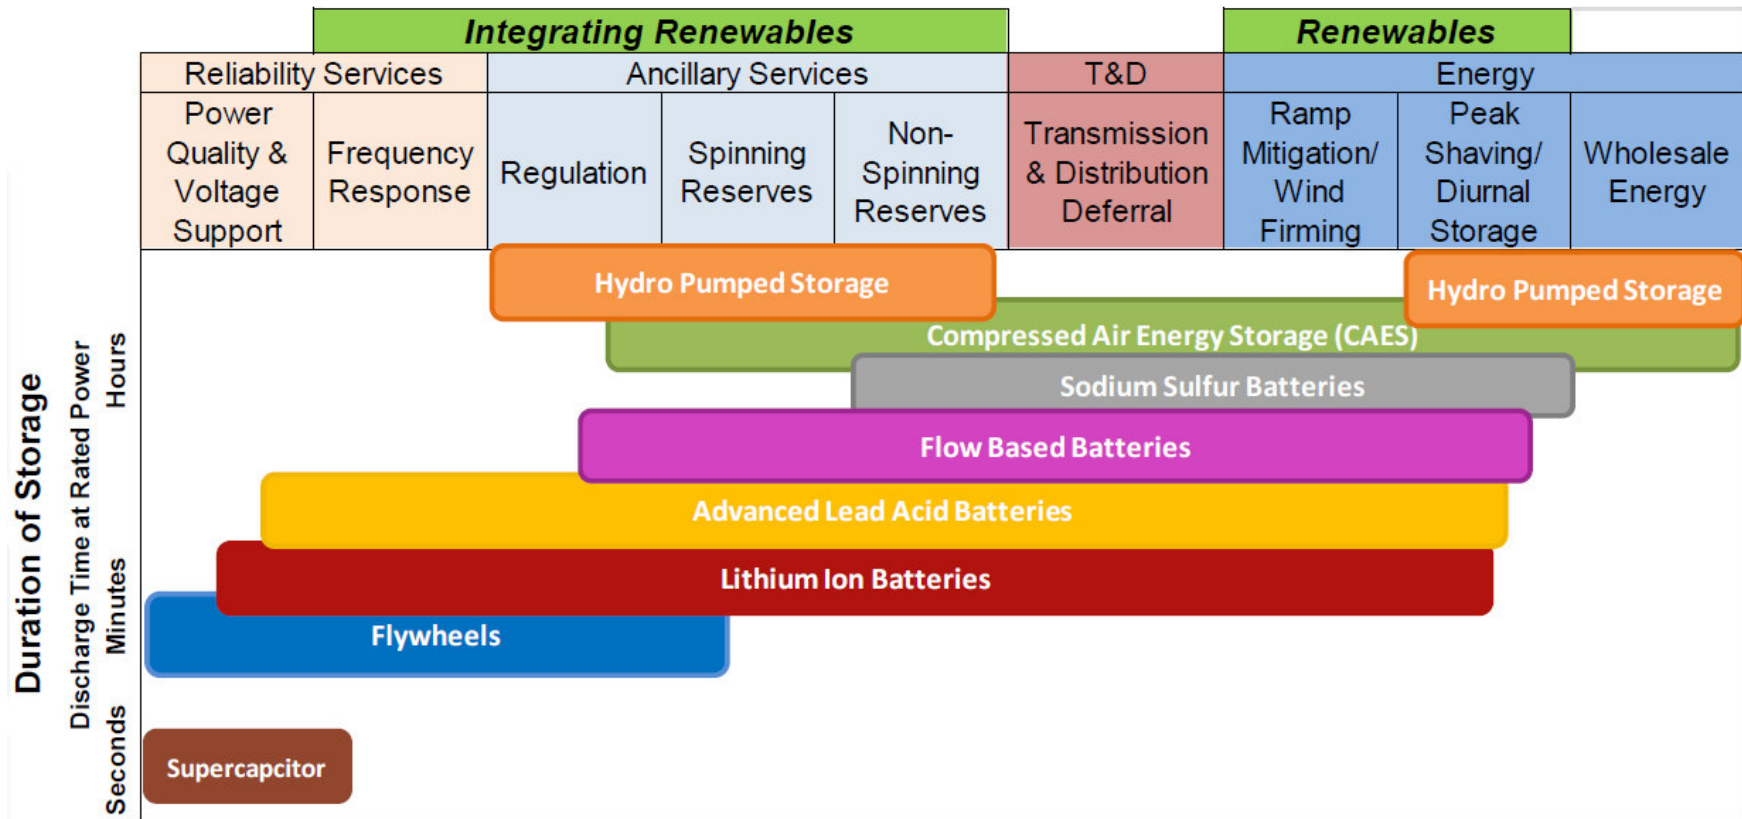 Integrating Renewables
Renewables
Reliability Services
Ancillary Services
T&D
Energy
Power
Quality &
Voltage
Support
Frequency
Response
Regulation
Spinning
Reserves
Non-
Spinning
Reserves
Transmission
& Distribution
Deferral
Ramp
Mitigation/
Wind
Firming
Peak
Shaving/
Diurnal
Storage
Wholesale
Energy
Duration of Storage
Discharge Time at Rated Power
Hours
Minutes
Seconds
Hydro Pumped Storage
Hydro Pumped Storage
Compressed Air Energy Storage (CAES)
Sodium Sulfur Batteries
Flow Based Batteries
Advanced Lead Acid Batteries
Lithium Ion Batteries
Flywheels
Supercapcitor